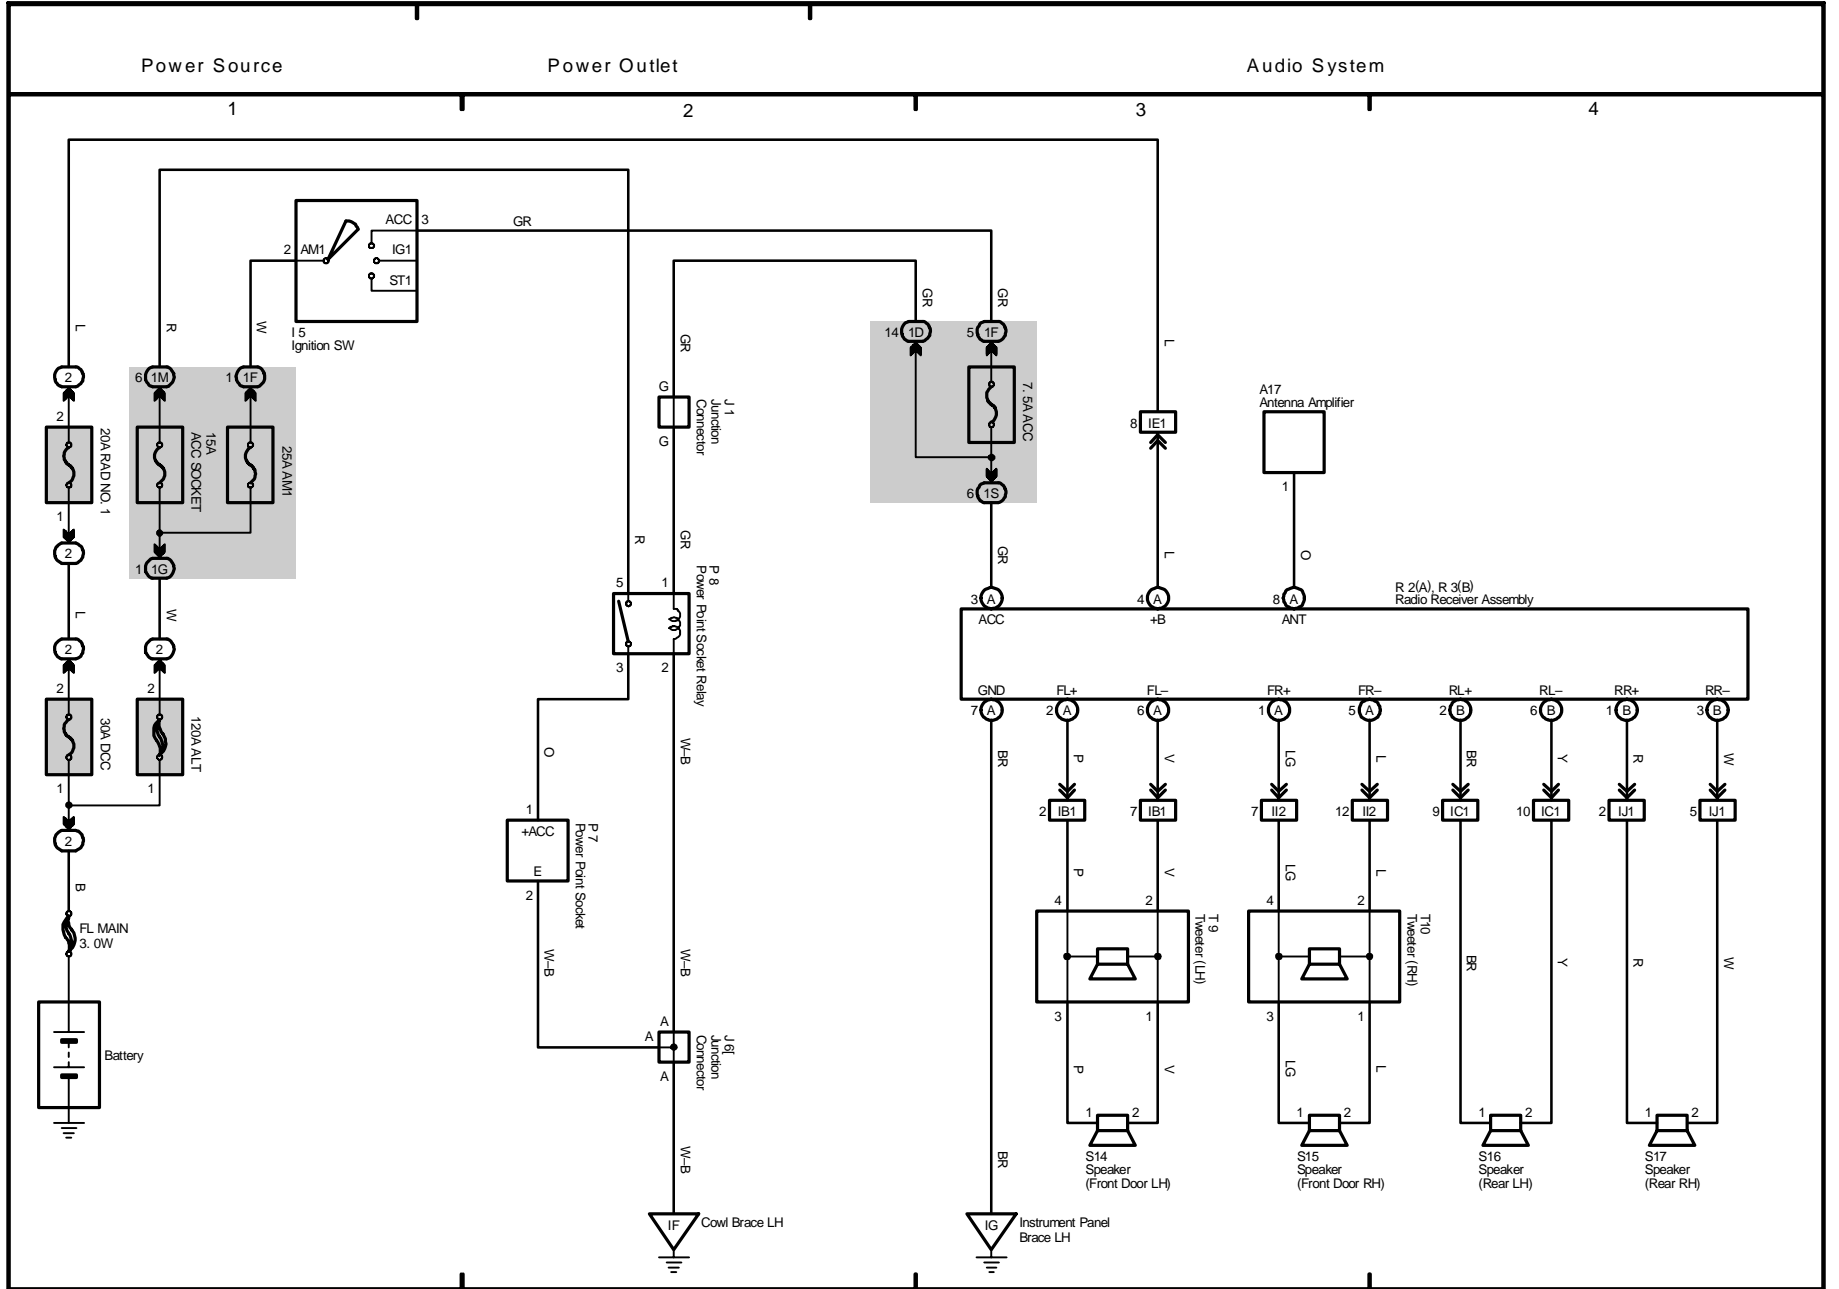 Power Source
Power Outlet
Audio System
1
2
3
4
ACC
3
GR
2
AM1
IG1
ST1
I 5
Ignition SW
L
R
W
GR
GR
GR
L
2
6
1M
1
1F
14
1D
5
1F
2
20A RAD NO. 1
1
15A
ACC SOCKET
25A AM1
G
J 1
Junction
Connector
G
7. 5A ACC
6
1S
8
IE1
A17
Antenna Amplifier
1
2
1
1G
L
W
R
GR
GR
L
O
5
1
P 8
Power Point Socket Relay
3
2
3
A
4
A
8
A
R 2(A), R 3(B)
Radio Receiver Assembly
ACC
+B
ANT
2
2
2
30A DCC
1
2
120A ALT
1
2
B
FL MAIN
3. 0W
Battery
O
W–B
1
+ACC
E
2
P 7
Power Point Socket
W–B
W–B
A
A
A
J 6[
Junction
Connector
W–B
IF
Cowl Brace LH
GND
FL+
FL–
FR+
FR–
RL+
RL–
RR+
RR–
7
A
2
A
6
A
1
A
5
A
2
B
6
B
1
B
3
B
BR
P
V
LG
L
BR
Y
R
W
2
IB1
7
IB1
7
II2
12
II2
9
IC1
10
IC1
2
IJ1
5
IJ1
P
V
LG
L
4
2
T 9
Tweeter (LH)
4
2
T10
Tweeter (RH)
BR
Y
R
W
3
1
3
1
P
V
LG
L
1
2
1
2
1
2
1
2
S14
Speaker
(Front Door LH)
S15
Speaker
(Front Door RH)
S16
Speaker
(Rear LH)
S17
Speaker
(Rear RH)
BR
IG
Instrument Panel
Brace LH